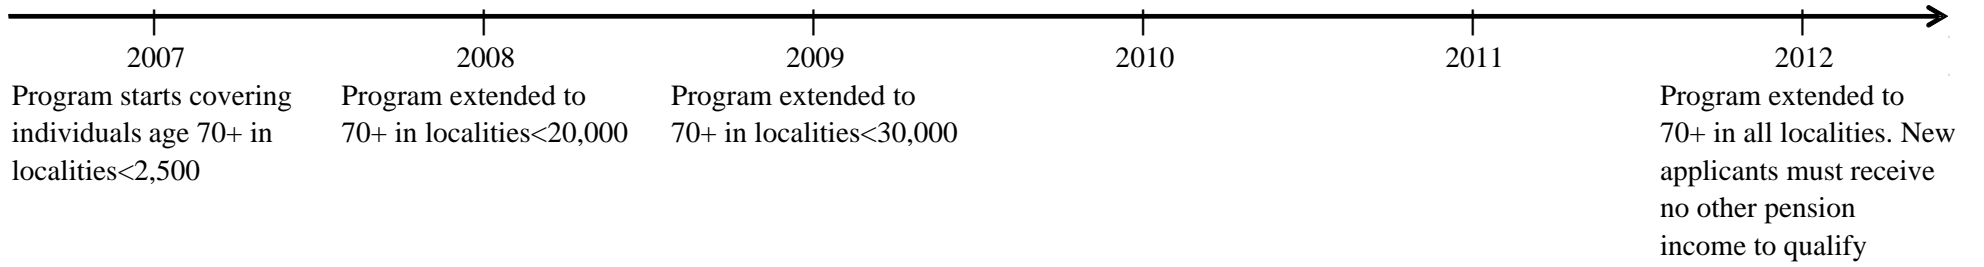 2007
2008
2009
2010
2011
2012
Program starts covering
individuals age 70+ in
localities<2,500
Program extended to
70+ in localities<20,000
Program extended to
70+ in localities<30,000
Program extended to
70+ in all localities. New
applicants must receive
no other pension
income to qualify